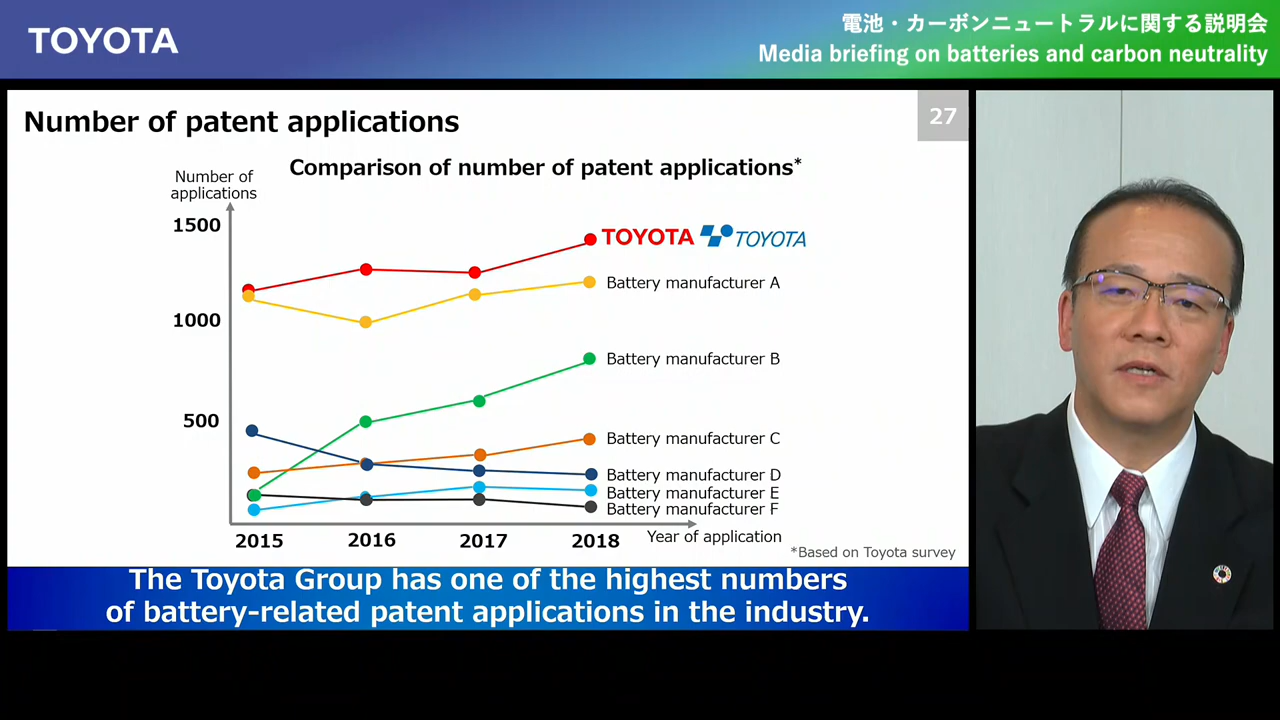 TOYOTA
電池・カーボンニュートラルに関する説明会
Media briefing on batteries and carbon neutrality
Number of patent applications
27
Comparison of number of patent applications*
Number of
applications
1500
1000
500
TOYOTA TOYOTA
Battery manufacturer A
Battery manufacturer B
Battery manufacturer C
Battery manufacturer D
Battery manufacturer E
Battery manufacturer F
2015 2016 2017 2018
Year of application
*Based on Toyota survey
The Toyota Group has one of the highest numbers
of battery-related patent applications in the industry.